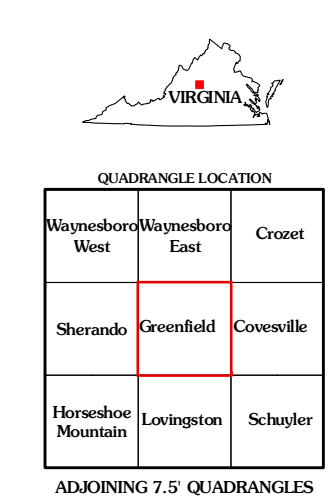 VIRGINIA
QUADRANGLE LOCATION
Waynesboro
West
Waynesboro
East
Crozet
Sherando
Greenfield
Covesville
Horseshoe
Mountain
Lovingston
Schuyler
ADJOINING 7.5' QUADRANGLES